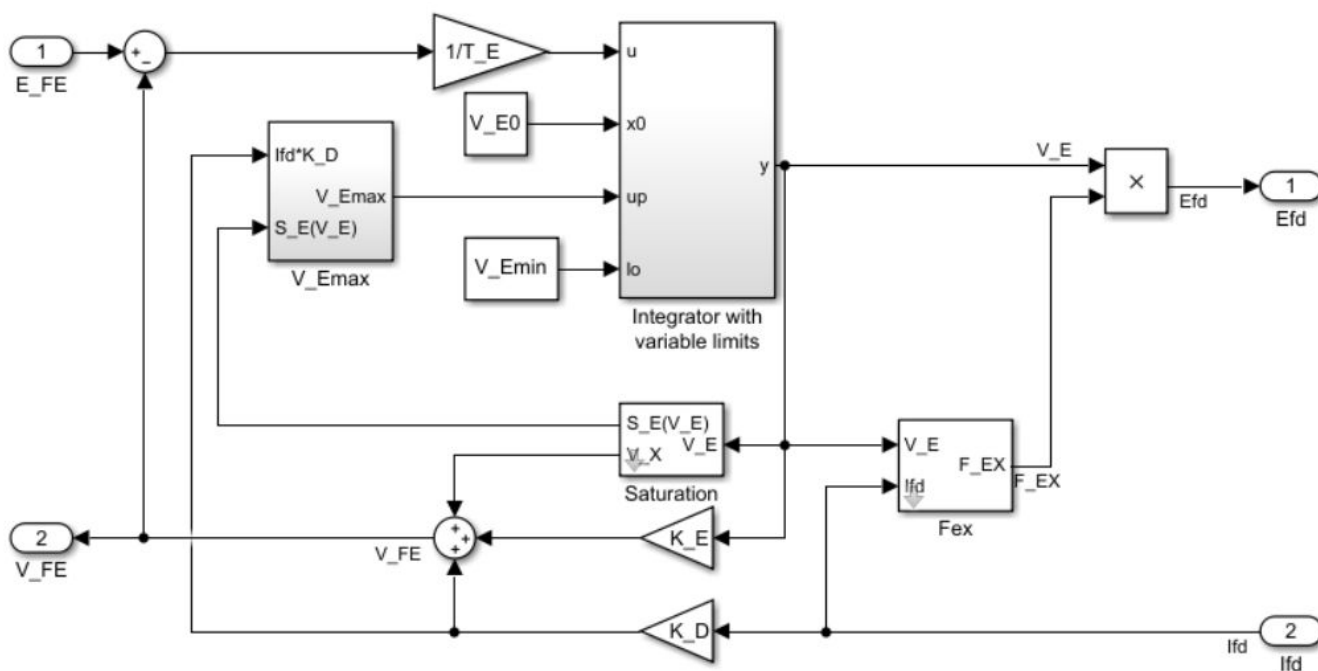 1
E_FE
+
−
1/T_E
V_E0
Ifd*K_D
V_Emax
S_E(V_E)
V_Emax
V_Emin
u
x0
up
lo
y
Integrator with
variable limits
V_E
×
Efd
1
Efd
S_E(V_E)
V_X
V_E
Saturation
V_E
Ifd
F_EX
Fex
F_EX
2
V_FE
V_FE
+
+
+
K_E
K_D
Ifd
2
Ifd